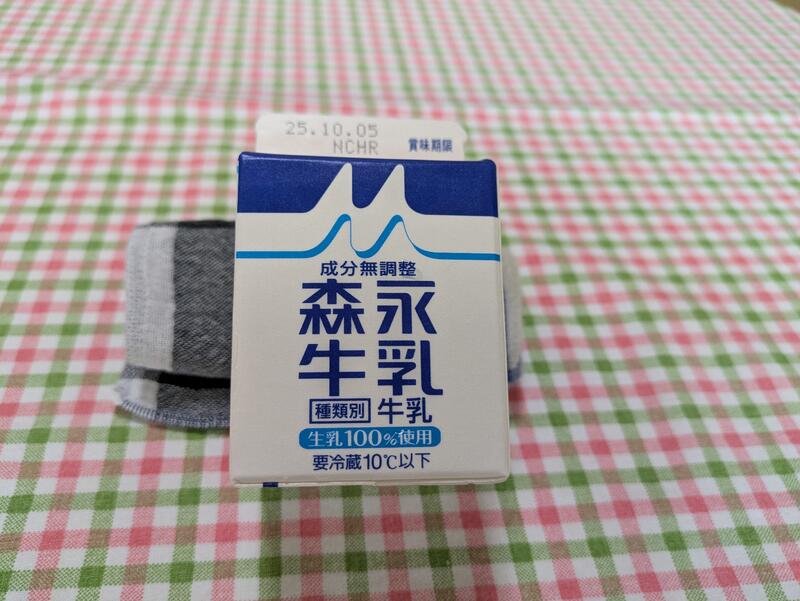 25.10.05
NCHR 賞味期限
成分無調整
森永
牛乳
種類別 牛乳
生乳100%使用
要冷蔵10℃以下